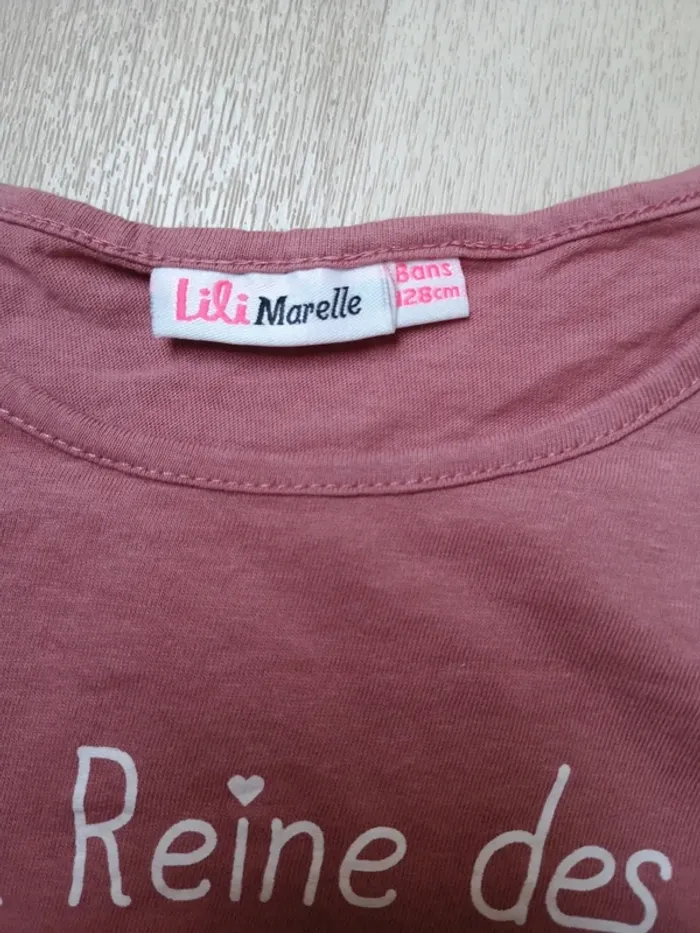 Lili Marelle
8ans
128cm
Reine des